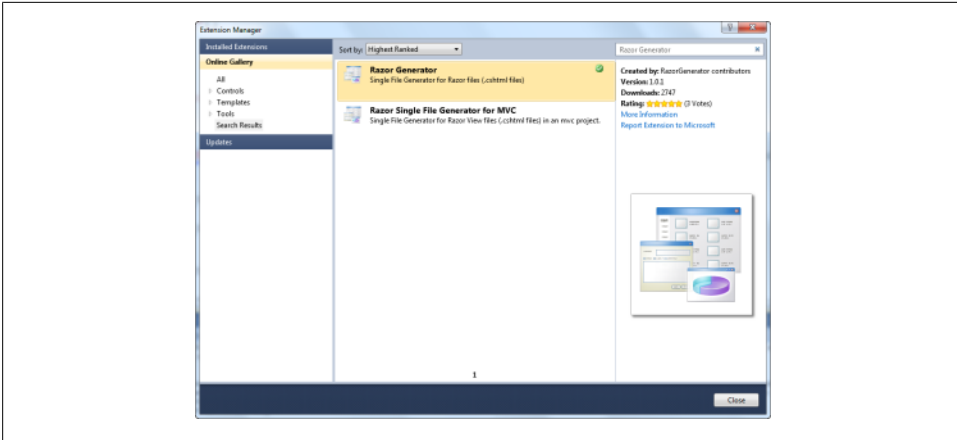 Extension Manager
Installed Extensions
Online Gallery
All
Controls
Templates
Tools
Search Results
Updates
Sort by: Highest Ranked
Razor Generator
Single File Generator for Razor files (.cshtml files)
Razor Single File Generator for MVC
Single File Generator for Razor View files (.cshtml files) in an mvc project.
1
Razor Generator
Created by: RazorGenerator contributors
Version: 1.0.1
Downloads: 2747
Rating: (3 Votes)
More Information
Report Extension to Microsoft
Close